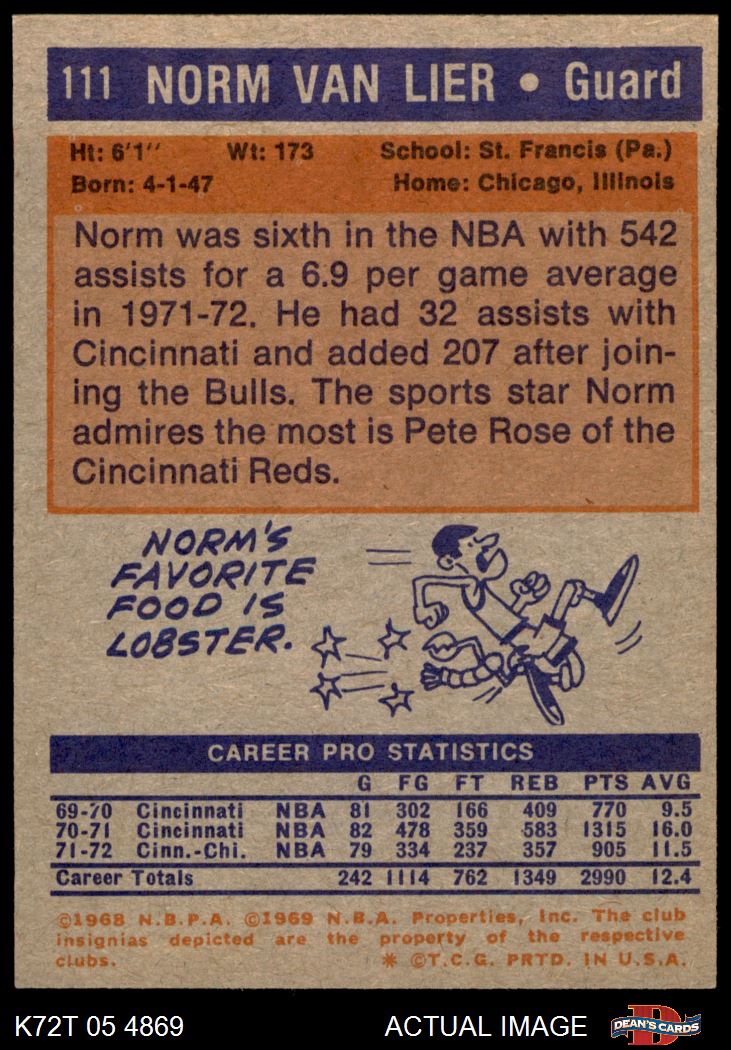 111 NORM VAN LIER • Guard
Ht: 6'1'' Wt: 173 School: St. Francis (Pa.)
Born: 4-1-47 Home: Chicago, Illinois
Norm was sixth in the NBA with 542
assists for a 6.9 per game average
in 1971-72. He had 32 assists with
Cincinnati and added 207 after join-
ing the Bulls. The sports star Norm
admires the most is Pete Rose of the
Cincinnati Reds.
NORM'S
FAVORITE
FOOD IS
LOBSTER.
CAREER PRO STATISTICS
G FG FT REB PTS AVG
69-70 Cincinnati NBA 81 302 166 409 770 9.5
70-71 Cincinnati NBA 82 478 359 583 1315 16.0
71-72 Cinn.-Chi. NBA 79 334 237 357 905 11.5
Career Totals 242 1114 762 1349 2990 12.4
©1968 N.B.P.A. ©1969 N.B.A. Properties, Inc. The club
insignias depicted are the property of the respective
clubs. * ©T.C.G. PRTD. IN U.S.A.
K72T 05 4869 ACTUAL IMAGE D DEAN'S CARDS